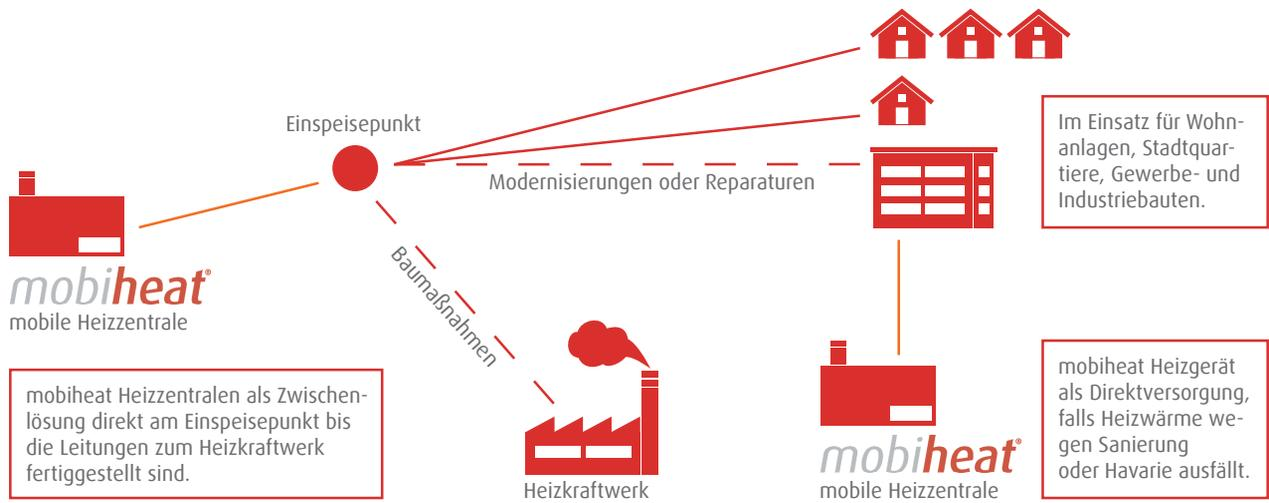 Einspeisepunkt
Modernisierungen oder Reparaturen
Im Einsatz für Wohn-
anlagen, Stadtquar-
tiere, Gewerbe- und
Industriebauten.
mobiheat®
mobile Heizzentrale
Baumaßnahmen
mobiheat Heizzentralen als Zwischen-
lösung direkt am Einspeisepunkt bis
die Leitungen zum Heizkraftwerk
fertiggestellt sind.
Heizkraftwerk
mobiheat®
mobile Heizzentrale
mobiheat Heizgerät
als Direktversorgung,
falls Heizwärme we-
gen Sanierung
oder Havarie ausfällt.